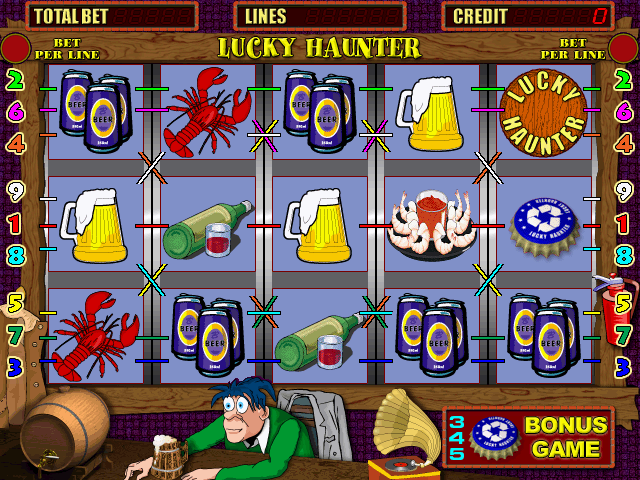 TOTAL BET
LINES
CREDIT 0
BET
PER LINE
LUCKY HAUNTER
BET
PER LINE
2 2
6 6
4 4
9 9
1 1
8 8
5 5
7 7
3 3
BEER
BEER
LUCKY
HAUNTER
LUCKY HAUNTER
BEER
BEER
BEER
3
4
5
BONUS
GAME